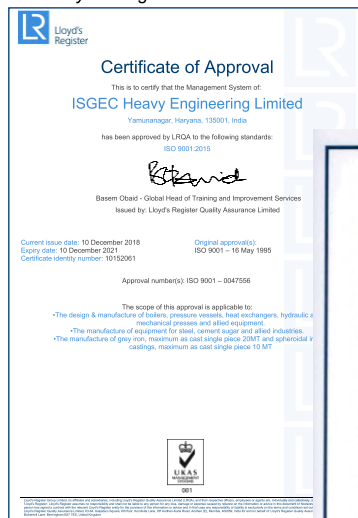 Lloyd's
Register
Certificate of Approval
This is to certify that the Management System of:
ISGEC Heavy Engineering Limited
Yamunanagar, Haryana, 135001, India
has been approved by LRQA to the following standards:
ISO 9001:2015
Basem Obaid - Global Head of Training and Improvement Services
Issued by: Lloyd's Register Quality Assurance Limited
Current issue date: 10 December 2018
Expiry date: 10 December 2021
Certificate identity number: 10152061
Original approval(s):
ISO 9001 – 16 May 1995
Approval number(s): ISO 9001 – 0047556
The scope of this approval is applicable to:
•The design & manufacture of boilers, pressure vessels, heat exchangers, hydraulic a
mechanical presses and allied equipment.
•The manufacture of equipment for steel, cement sugar and allied industries.
•The manufacture of grey iron, maximum as cast single piece 20MT and spheroidal ir
castings, maximum as cast single piece 10 MT
UKAS
MANAGEMENT
SYSTEMS
001